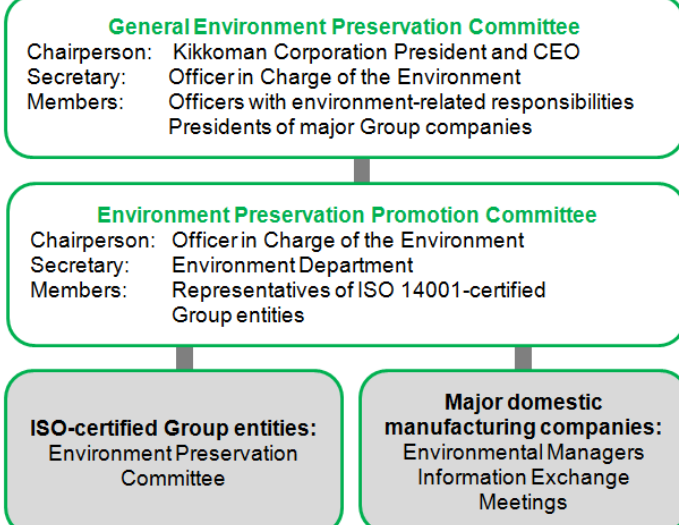 General Environment Preservation Committee
Chairperson: Kikkoman Corporation President and CEO
Secretary: Officer in Charge of the Environment
Members: Officers with environment-related responsibilities
Presidents of major Group companies
Environment Preservation Promotion Committee
Chairperson: Officer in Charge of the Environment
Secretary: Environment Department
Members: Representatives of ISO 14001-certified
Group entities
ISO-certified Group entities:
Environment Preservation
Committee
Major domestic
manufacturing companies:
Environmental Managers
Information Exchange
Meetings